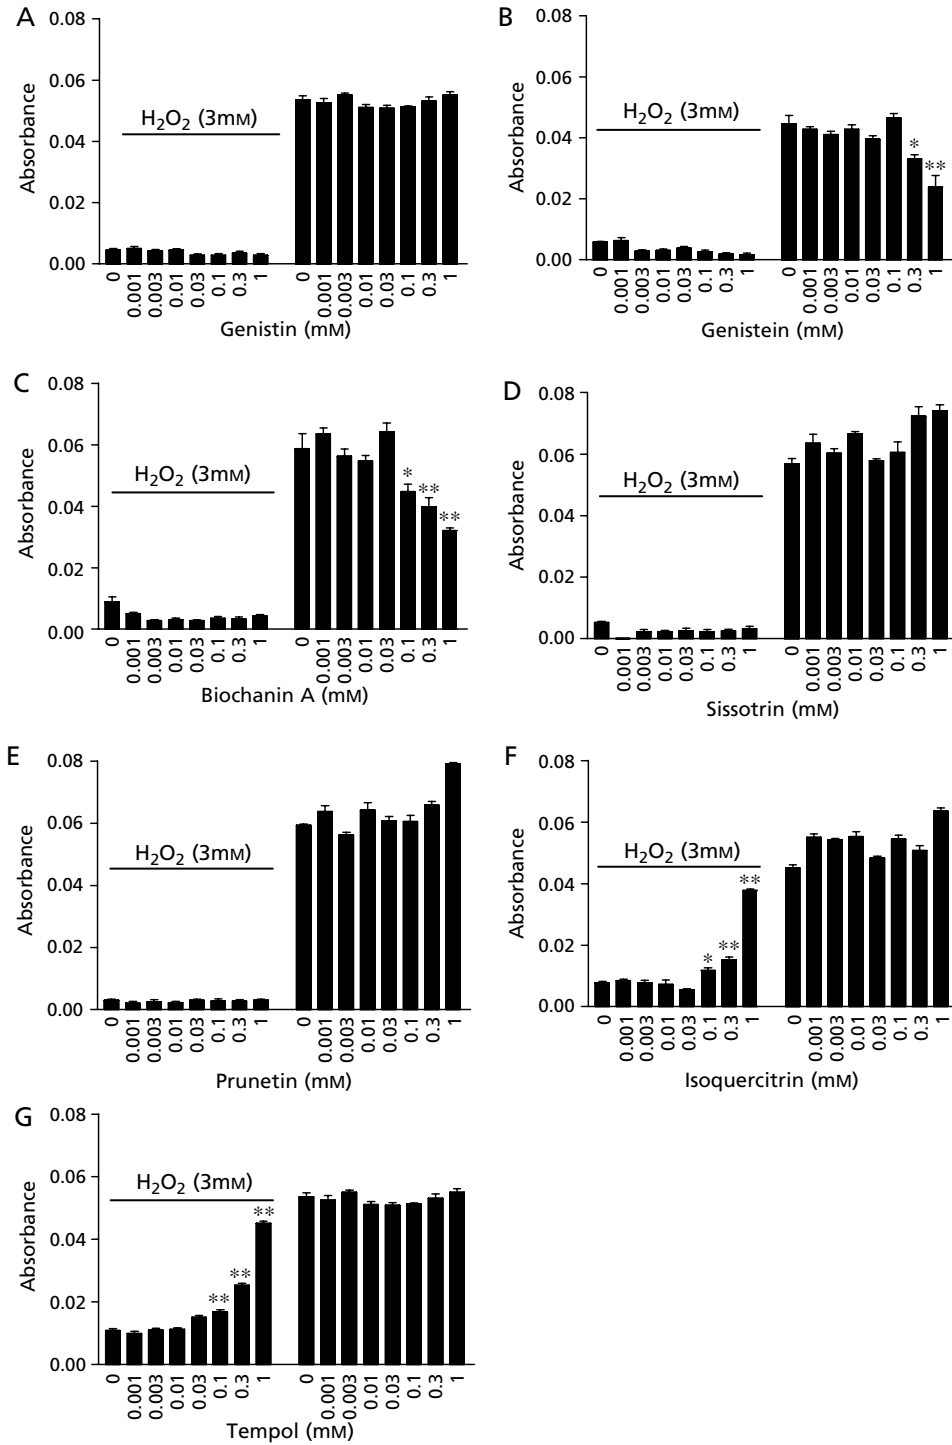 A
0.08
0.06
0.04
0.02
0.00
Absorbance
H₂O₂ (3mM)
0 0.001 0.003 0.01 0.03 0.1 0.3 1 0 0.001 0.003 0.01 0.03 0.1 0.3 1
Genistin (mM)
B
0.08
0.06
0.04
0.02
0.00
Absorbance
H₂O₂ (3mM)
*
**
0 0.001 0.003 0.01 0.03 0.1 0.3 1 0 0.001 0.003 0.01 0.03 0.1 0.3 1
Genistein (mM)
C
0.08
0.06
0.04
0.02
0.00
Absorbance
H₂O₂ (3mM)
*
**
**
0 0.001 0.003 0.01 0.03 0.1 0.3 1 0 0.001 0.003 0.01 0.03 0.1 0.3 1
Biochanin A (mM)
D
0.08
0.06
0.04
0.02
0.00
Absorbance
H₂O₂ (3mM)
0 0.001 0.003 0.01 0.03 0.1 0.3 1 0 0.001 0.003 0.01 0.03 0.1 0.3 1
Sissotrin (mM)
E
0.08
0.06
0.04
0.02
0.00
Absorbance
H₂O₂ (3mM)
0 0.001 0.003 0.01 0.03 0.1 0.3 1 0 0.001 0.003 0.01 0.03 0.1 0.3 1
Prunetin (mM)
F
0.08
0.06
0.04
0.02
0.00
Absorbance
H₂O₂ (3mM)
*
**
**
0 0.001 0.003 0.01 0.03 0.1 0.3 1 0 0.001 0.003 0.01 0.03 0.1 0.3 1
Isoquercitrin (mM)
G
0.08
0.06
0.04
0.02
0.00
Absorbance
H₂O₂ (3mM)
**
**
**
0 0.001 0.003 0.01 0.03 0.1 0.3 1 0 0.001 0.003 0.01 0.03 0.1 0.3 1
Tempol (mM)